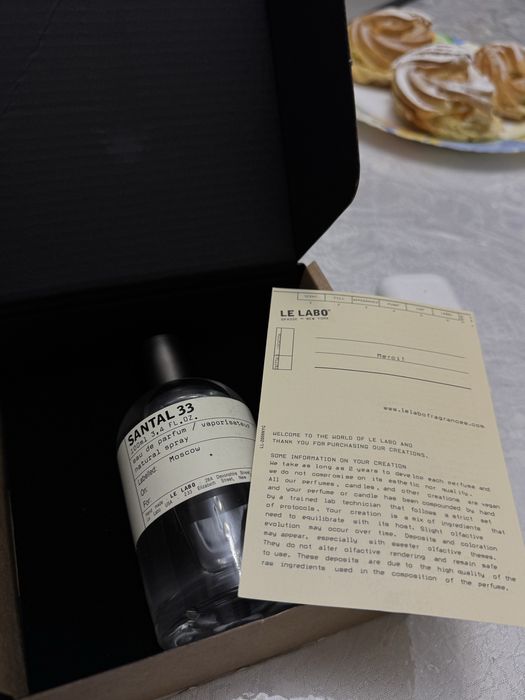 SANTAL 33
100ml 3.4 FL.OZ.
eau de parfum / vaporisateur
natural spray
Labelled: Moscow
On:
For:
LE LABO
LE LABO
GRASSE — NEW YORK
Merci!
www.lelabofragrances.com
WELCOME TO THE WORLD OF LE LABO AND
THANK YOU FOR PURCHASING OUR CREATIONS.
SOME INFORMATION ON YOUR CREATION
We take as long as 2 years to develop each perfume and
we do not compromise on its esthetic nor quality.
All our perfumes, candles, and other creations are vegan
and your perfume or candle has been compounded by hand
by a trained lab technician that follows a strict set
of protocols. Your creation is a mix of ingredients that
need to equilibrate with its host. Slight olfactive
evolution may occur over time. Deposits and coloration
may appear, especially with sweeter olfactive themes.
They do not alter olfactive rendering and remain safe
to use. These deposits are due to the high quality of the
raw ingredients used in the composition of the perfume.